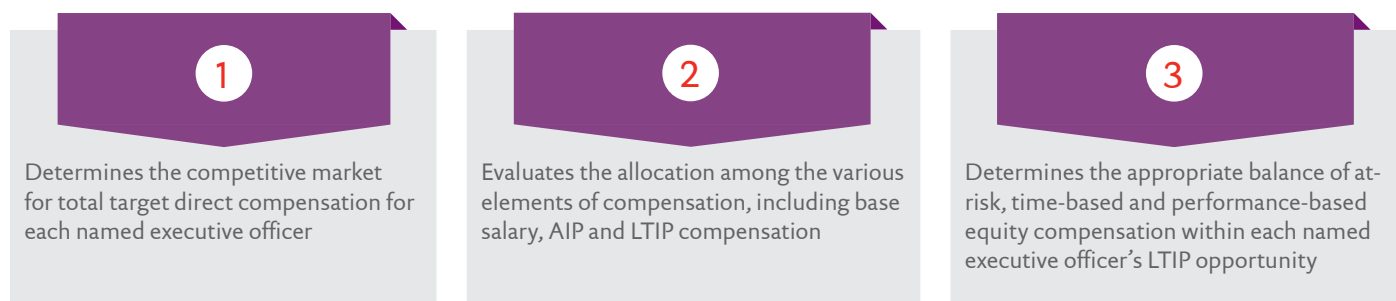 1
Determines the competitive market
for total target direct compensation for
each named executive officer
2
Evaluates the allocation among the various
elements of compensation, including base
salary, AIP and LTIP compensation
3
Determines the appropriate balance of at-
risk, time-based and performance-based
equity compensation within each named
executive officer’s LTIP opportunity